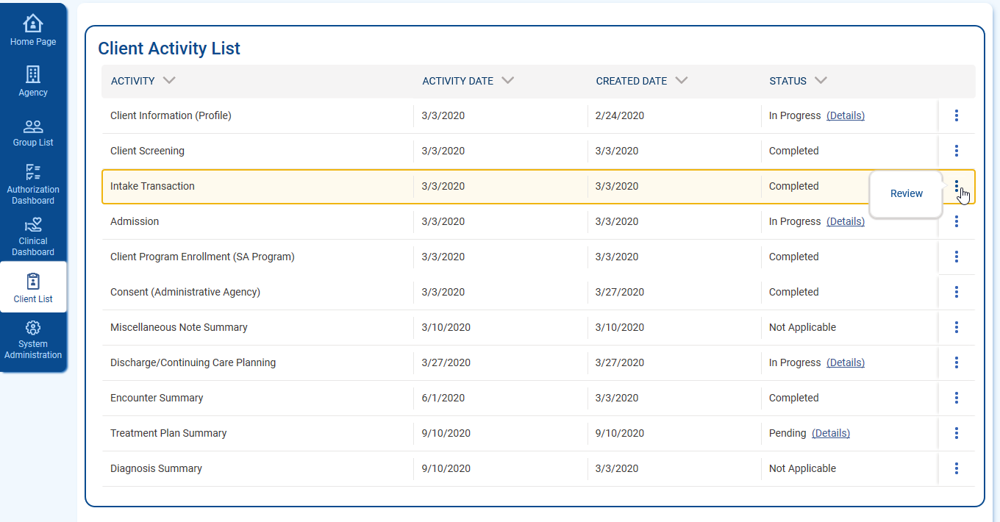 Home Page
Agency
Group List
Authorization
Dashboard
Clinical
Dashboard
Client List
System
Administration
Client Activity List
ACTIVITY ACTIVITY DATE CREATED DATE STATUS
Client Information (Profile) 3/3/2020 2/24/2020 In Progress (Details)
Client Screening 3/3/2020 3/3/2020 Completed
Intake Transaction 3/3/2020 3/3/2020 Completed
Review
Admission 3/3/2020 3/3/2020 In Progress (Details)
Client Program Enrollment (SA Program) 3/3/2020 3/3/2020 Completed
Consent (Administrative Agency) 3/3/2020 3/27/2020 Completed
Miscellaneous Note Summary 3/10/2020 3/10/2020 Not Applicable
Discharge/Continuing Care Planning 3/27/2020 3/27/2020 In Progress (Details)
Encounter Summary 6/1/2020 3/3/2020 Completed
Treatment Plan Summary 9/10/2020 9/10/2020 Pending (Details)
Diagnosis Summary 9/10/2020 3/3/2020 Not Applicable